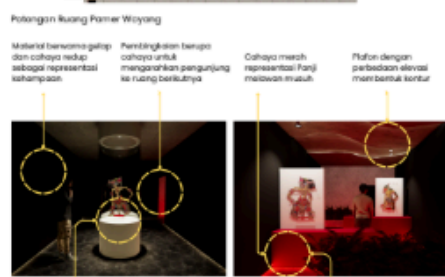 Potongan Ruang Pamer Wayang
Material berwarna gelap
dan cahaya redup
sebagai representasi
kehampaan
Pembingkaian berupa
cahaya untuk
mengarahkan pengunjung
ke ruang berikutnya
Cahaya merah
representasi Panji
melawan musuh
Plafon dengan
perbedaan elevasi
membentuk kontur